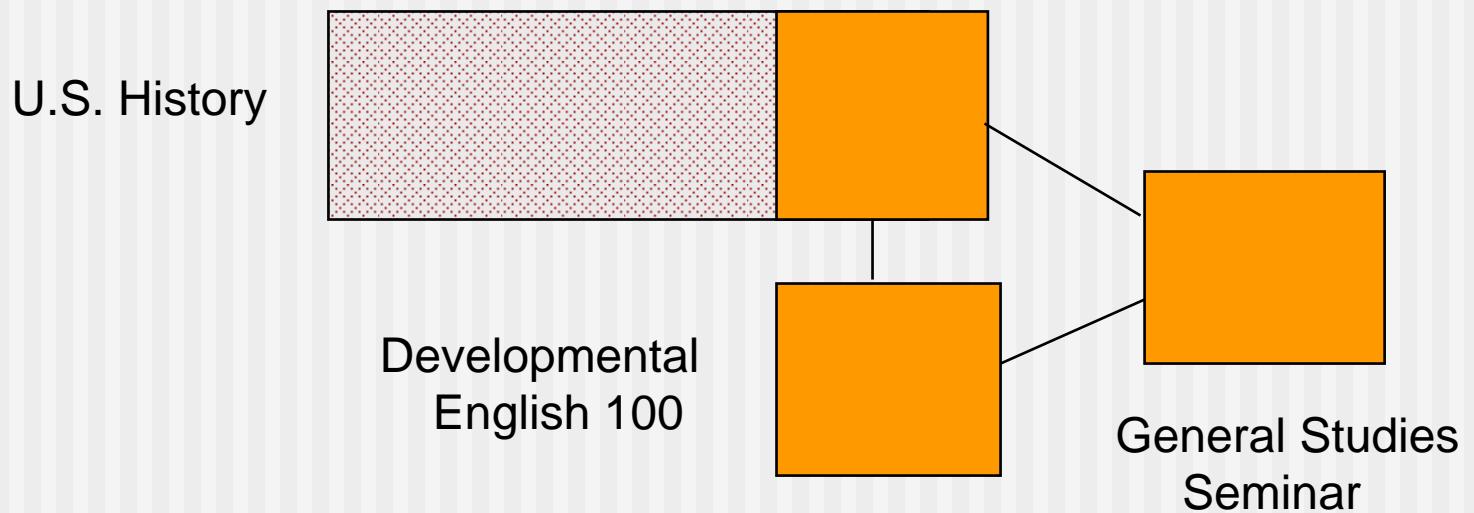 U.S. History
Developmental
English 100
General Studies
Seminar